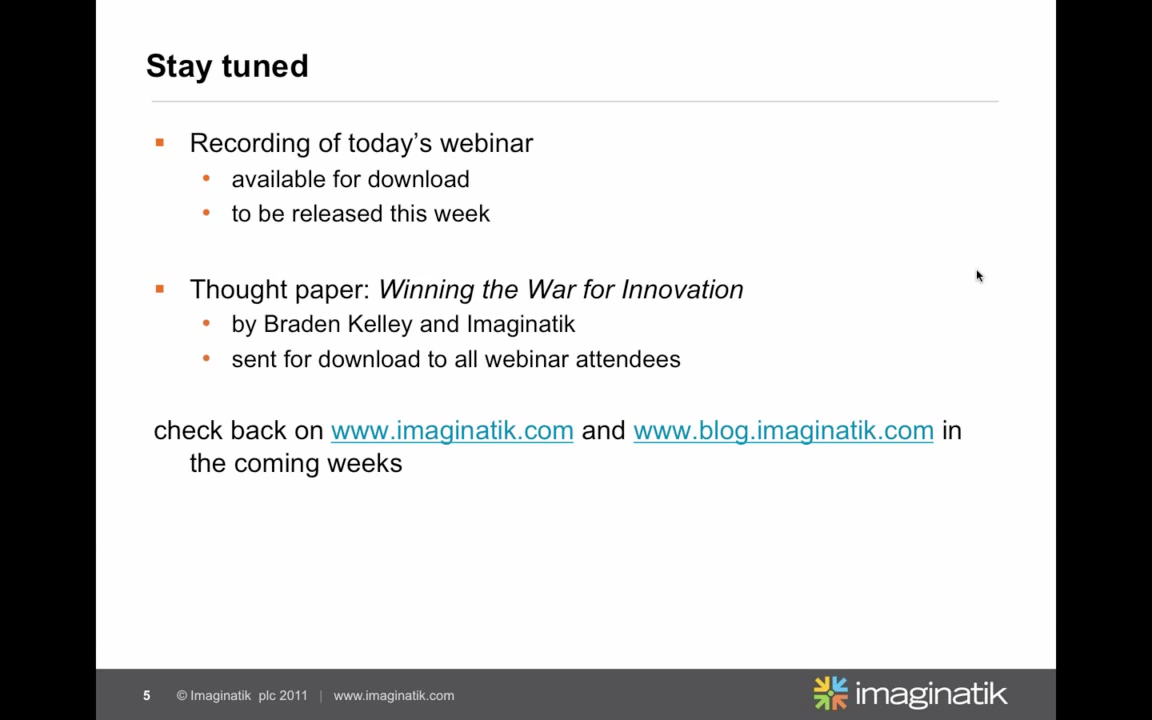 Stay tuned
Recording of today's webinar
available for download
to be released this week
Thought paper: Winning the War for Innovation
by Braden Kelley and Imaginatik
sent for download to all webinar attendees
check back on www.imaginatik.com and www.blog.imaginatik.com in
the coming weeks
5 © Imaginatik plc 2011 | www.imaginatik.com
imaginatik